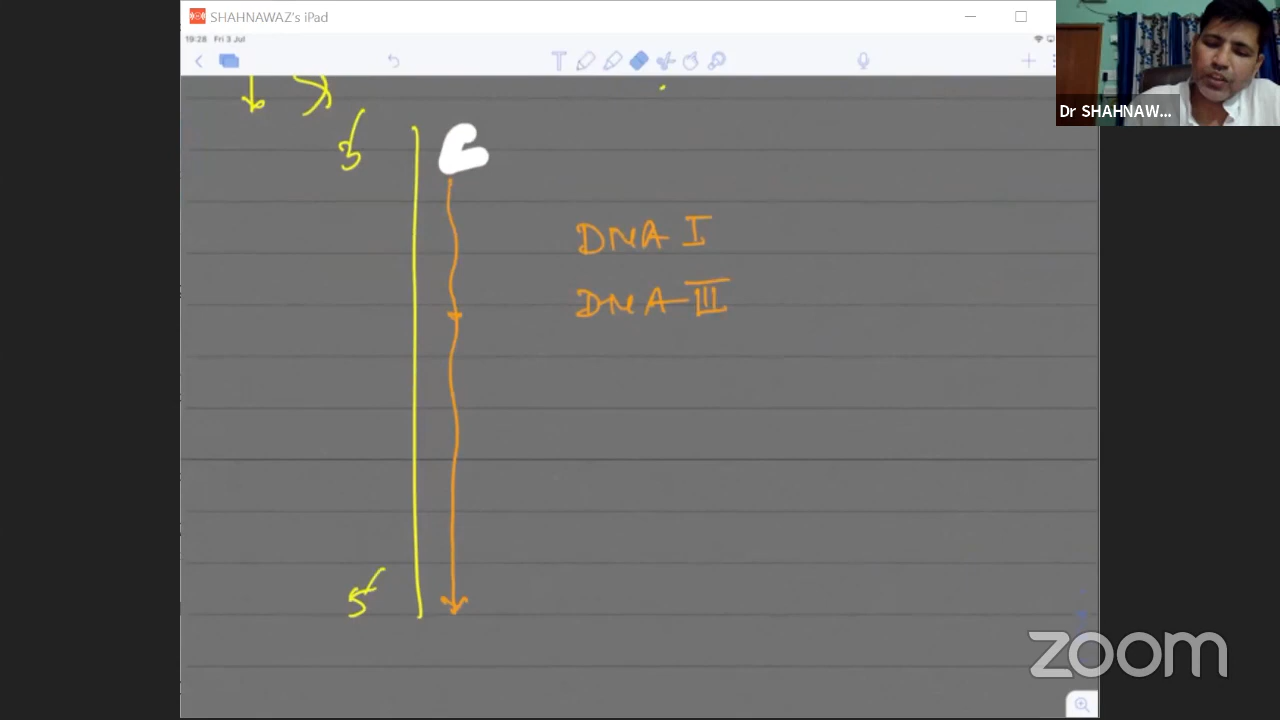 SHAHNAWAZ's iPad
19:28 Fri 3 Jul
Dr SHAHNAW...
3'
DNA I
DNA-III
5'
zoom